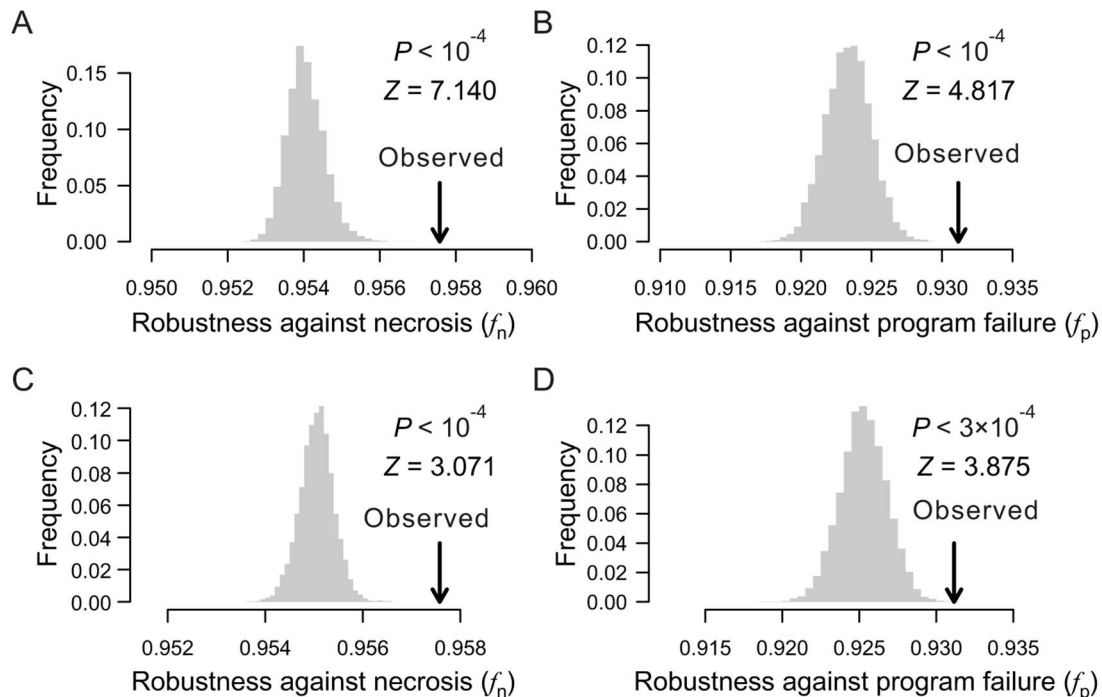 A
P < 10⁻⁴
Z = 7.140
Observed
Frequency
0.15
0.10
0.05
0.00
0.950 0.952 0.954 0.956 0.958 0.960
Robustness against necrosis (fₙ)
B
P < 10⁻⁴
Z = 4.817
Observed
Frequency
0.12
0.10
0.08
0.06
0.04
0.02
0.00
0.910 0.915 0.920 0.925 0.930 0.935
Robustness against program failure (fₚ)
C
P < 10⁻⁴
Z = 3.071
Observed
Frequency
0.12
0.10
0.08
0.06
0.04
0.02
0.00
0.952 0.954 0.956 0.958
Robustness against necrosis (fₙ)
D
P < 3×10⁻⁴
Z = 3.875
Observed
Frequency
0.12
0.10
0.08
0.06
0.04
0.02
0.00
0.915 0.920 0.925 0.930 0.935
Robustness against program failure (fₚ)